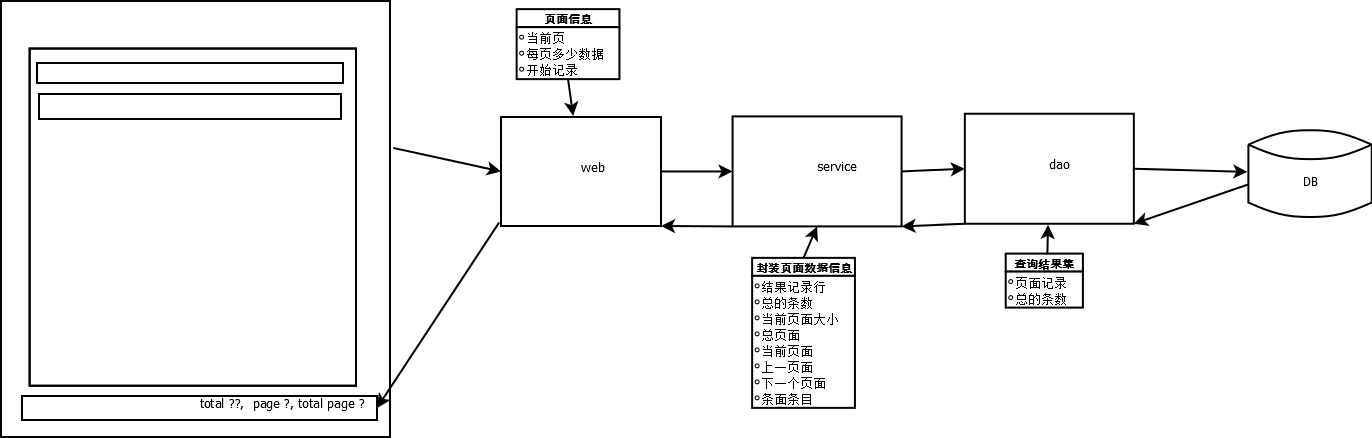 页面信息
当前页
每页多少数据
开始记录
web
service
dao
DB
封装页面数据信息
结果记录行
总的条数
当前页面大小
总页面
当前页面
上一页面
下一个页面
条面条目
查询结果集
页面记录
总的条数
total ??,  page ?, total page ?